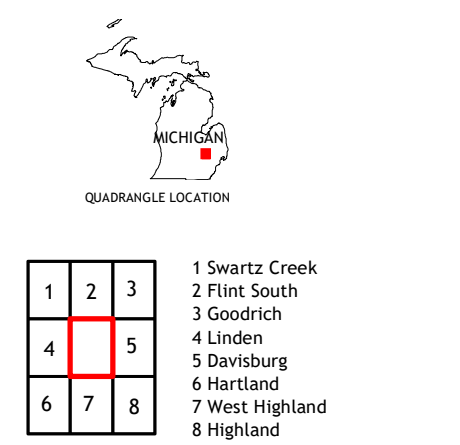 MICHIGAN
QUADRANGLE LOCATION
1 2 3
4 5
6 7 8
1 Swartz Creek
2 Flint South
3 Goodrich
4 Linden
5 Davisburg
6 Hartland
7 West Highland
8 Highland